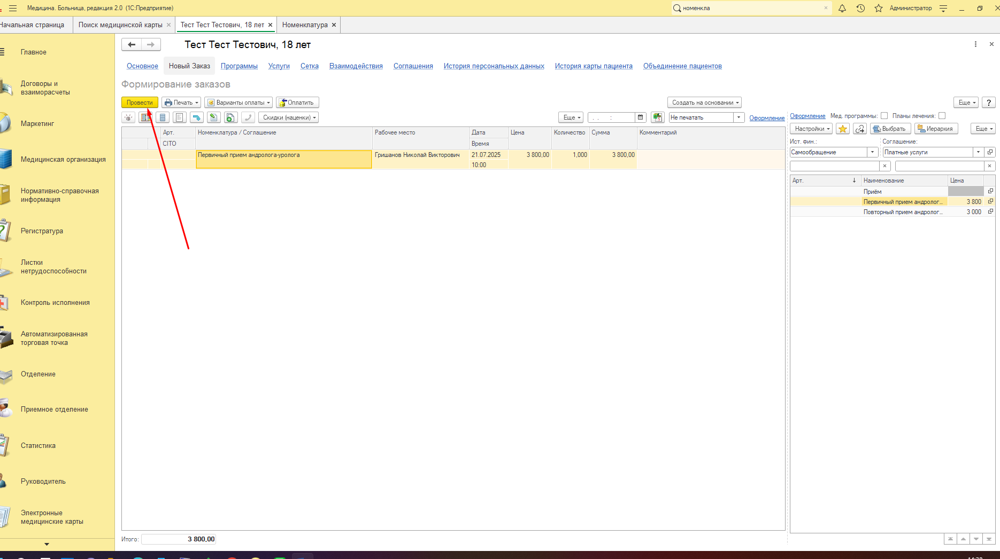 Медицина. Больница, редакция 2.0 (1С:Предприятие)
номенкла
Администратор
Начальная страница
Поиск медицинской карты
Тест Тест Тестович, 18 лет
Номенклатура
Главное
Договоры и
взаиморасчеты
Маркетинг
Медицинская организация
Нормативно-справочная
информация
Регистратура
Листки
нетрудоспособности
Контроль исполнения
Автоматизированная
торговая точка
Отделение
Приемное отделение
Статистика
Руководитель
Электронные
медицинские карты
Тест Тест Тестович, 18 лет
Основное Новый Заказ Программы Услуги Сетка Взаимодействия Соглашения История персональных данных История карты пациента Объединение пациентов
Формирование заказов
Провести Печать Варианты оплаты Оплатить Создать на основании Еще ?
Скидки (наценки) Еще . . : Не печатать Оформление
Арт. Номенклатура / Соглашение Рабочее место Дата Цена Количество Сумма Комментарий
CITO Время
Первичный прием андролога-уролога Гришанов Николай Викторович 21.07.2025 3 800,00 1,000 3 800,00
10:00
Итого: 3 800,00
Оформление Мед. программы: Планы лечения:
Настройки Выбрать Иерархия Еще
Ист. фин.: Соглашение:
Самообращение Платные услуги
Арт. Наименование Цена
Приём
Первичный прием андролог... 3 800
Повторный прием андролог... 3 000